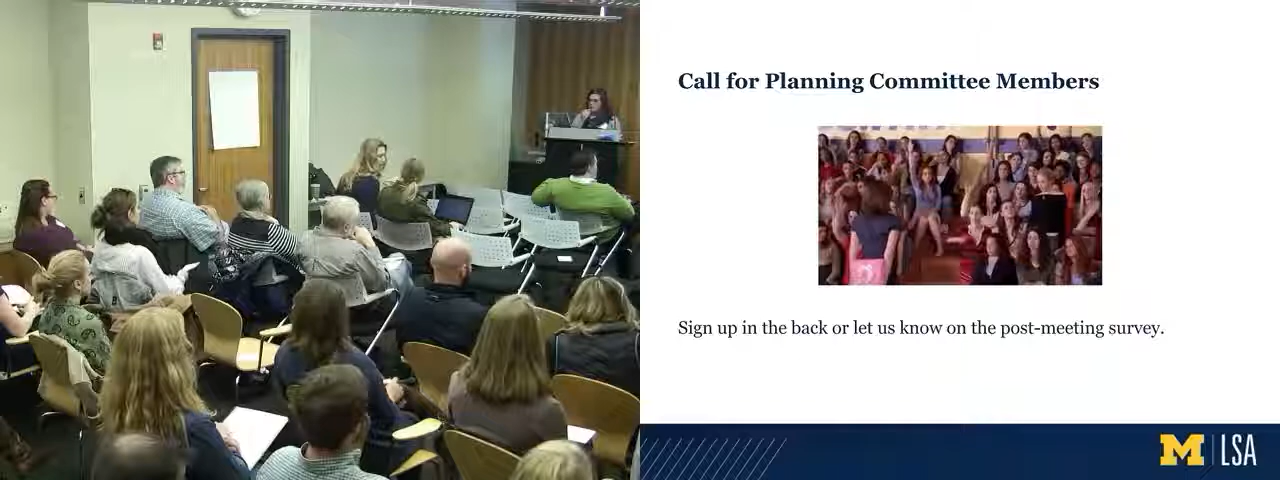 Call for Planning Committee Members
Sign up in the back or let us know on the post-meeting survey.
M LSA